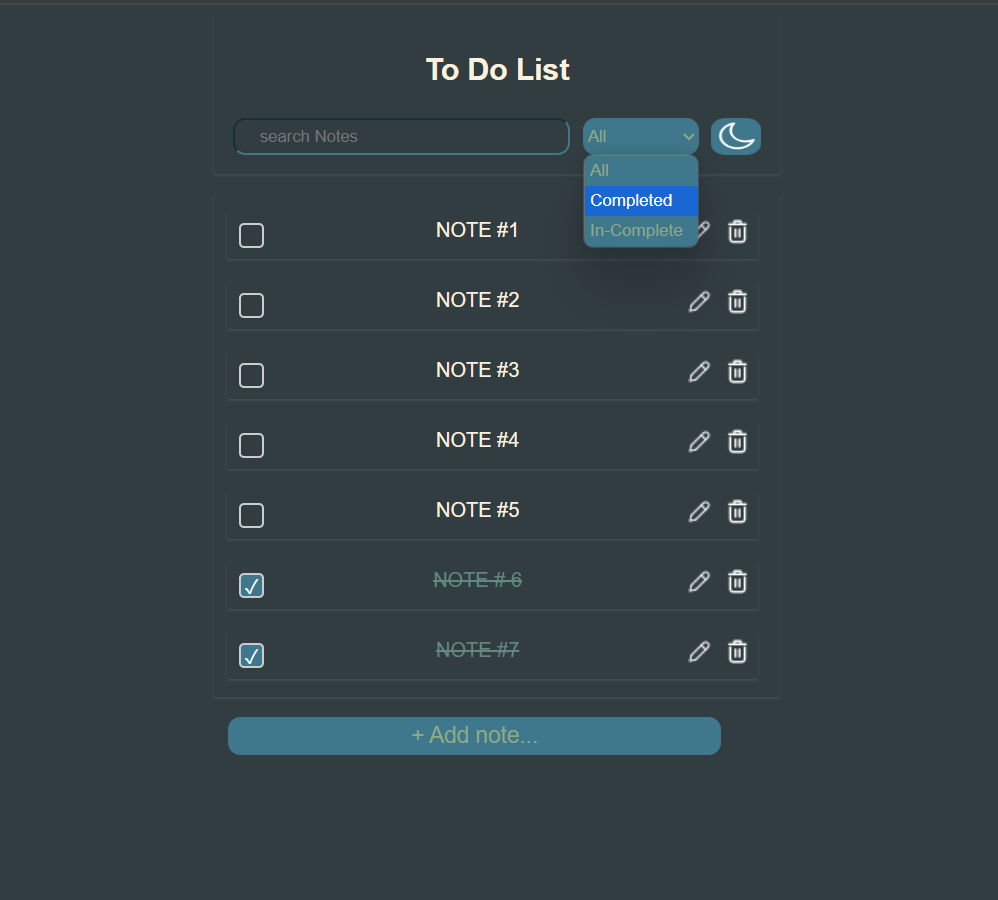 To Do List
search Notes
All
All
Completed
In-Complete
NOTE #1
NOTE #2
NOTE #3
NOTE #4
NOTE #5
NOTE # 6
NOTE #7
+ Add note...